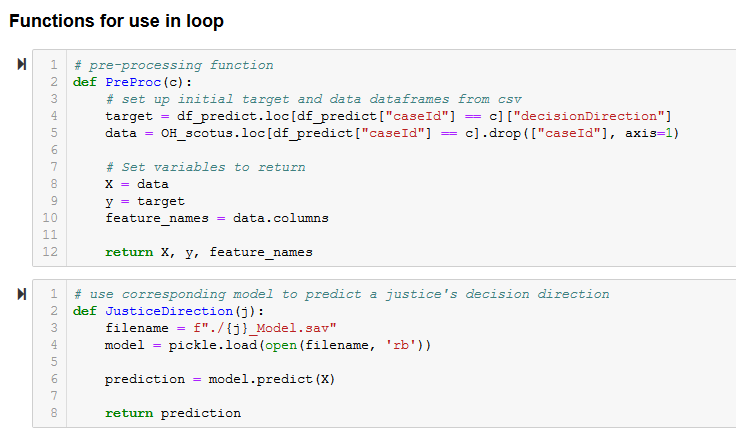 Functions for use in loop
1 # pre-processing function
2 def PreProc(c):
3     # set up initial target and data dataframes from csv
4     target = df_predict.loc[df_predict["caseId"] == c]["decisionDirection"]
5     data = OH_scotus.loc[df_predict["caseId"] == c].drop(["caseId"], axis=1)
6
7     # Set variables to return
8     X = data
9     y = target
10     feature_names = data.columns
11
12     return X, y, feature_names
1 # use corresponding model to predict a justice's decision direction
2 def JusticeDirection(j):
3     filename = f"./{j}_Model.sav"
4     model = pickle.load(open(filename, 'rb'))
5
6     prediction = model.predict(X)
7
8     return prediction